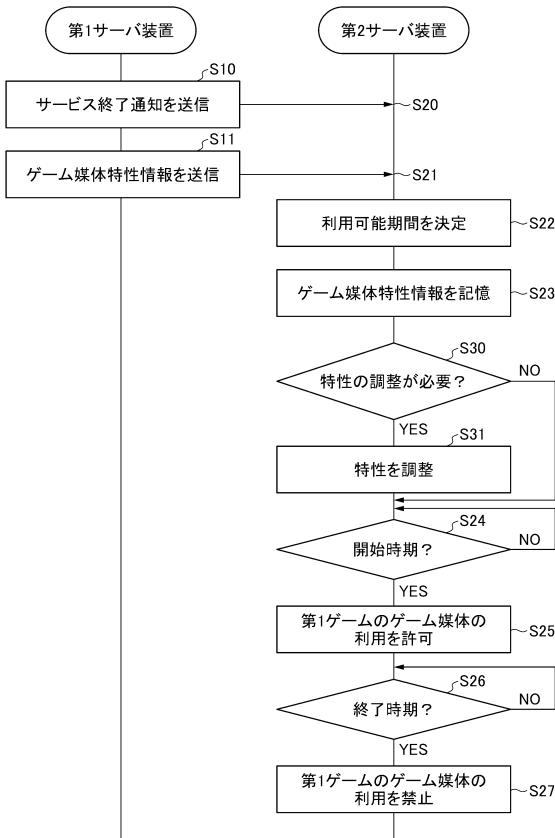 第1サーバ装置
第2サーバ装置
S10
サービス終了通知を送信
S20
S11
ゲーム媒体特性情報を送信
S21
利用可能期間を決定
S22
ゲーム媒体特性情報を記憶
S23
S30
特性の調整が必要？
NO
YES
S31
特性を調整
S24
開始時期？
NO
YES
第1ゲームのゲーム媒体の
利用を許可
S25
S26
終了時期？
NO
YES
第1ゲームのゲーム媒体の
利用を禁止
S27